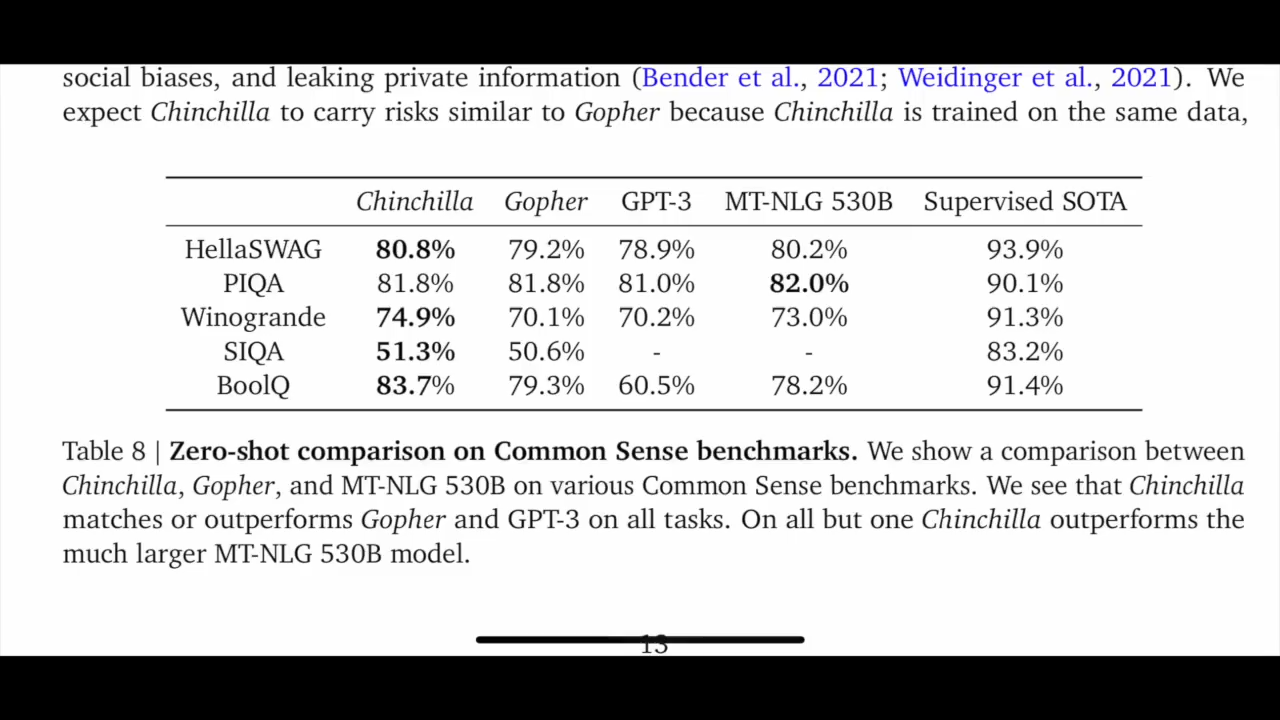 social biases, and leaking private information (Bender et al., 2021; Weidinger et al., 2021). We
expect Chinchilla to carry risks similar to Gopher because Chinchilla is trained on the same data,
Chinchilla Gopher GPT-3 MT-NLG 530B Supervised SOTA
HellaSWAG 80.8% 79.2% 78.9% 80.2% 93.9%
PIQA 81.8% 81.8% 81.0% 82.0% 90.1%
Winogrande 74.9% 70.1% 70.2% 73.0% 91.3%
SIQA 51.3% 50.6% - - 83.2%
BoolQ 83.7% 79.3% 60.5% 78.2% 91.4%
Table 8 | Zero-shot comparison on Common Sense benchmarks. We show a comparison between
Chinchilla, Gopher, and MT-NLG 530B on various Common Sense benchmarks. We see that Chinchilla
matches or outperforms Gopher and GPT-3 on all tasks. On all but one Chinchilla outperforms the
much larger MT-NLG 530B model.
13